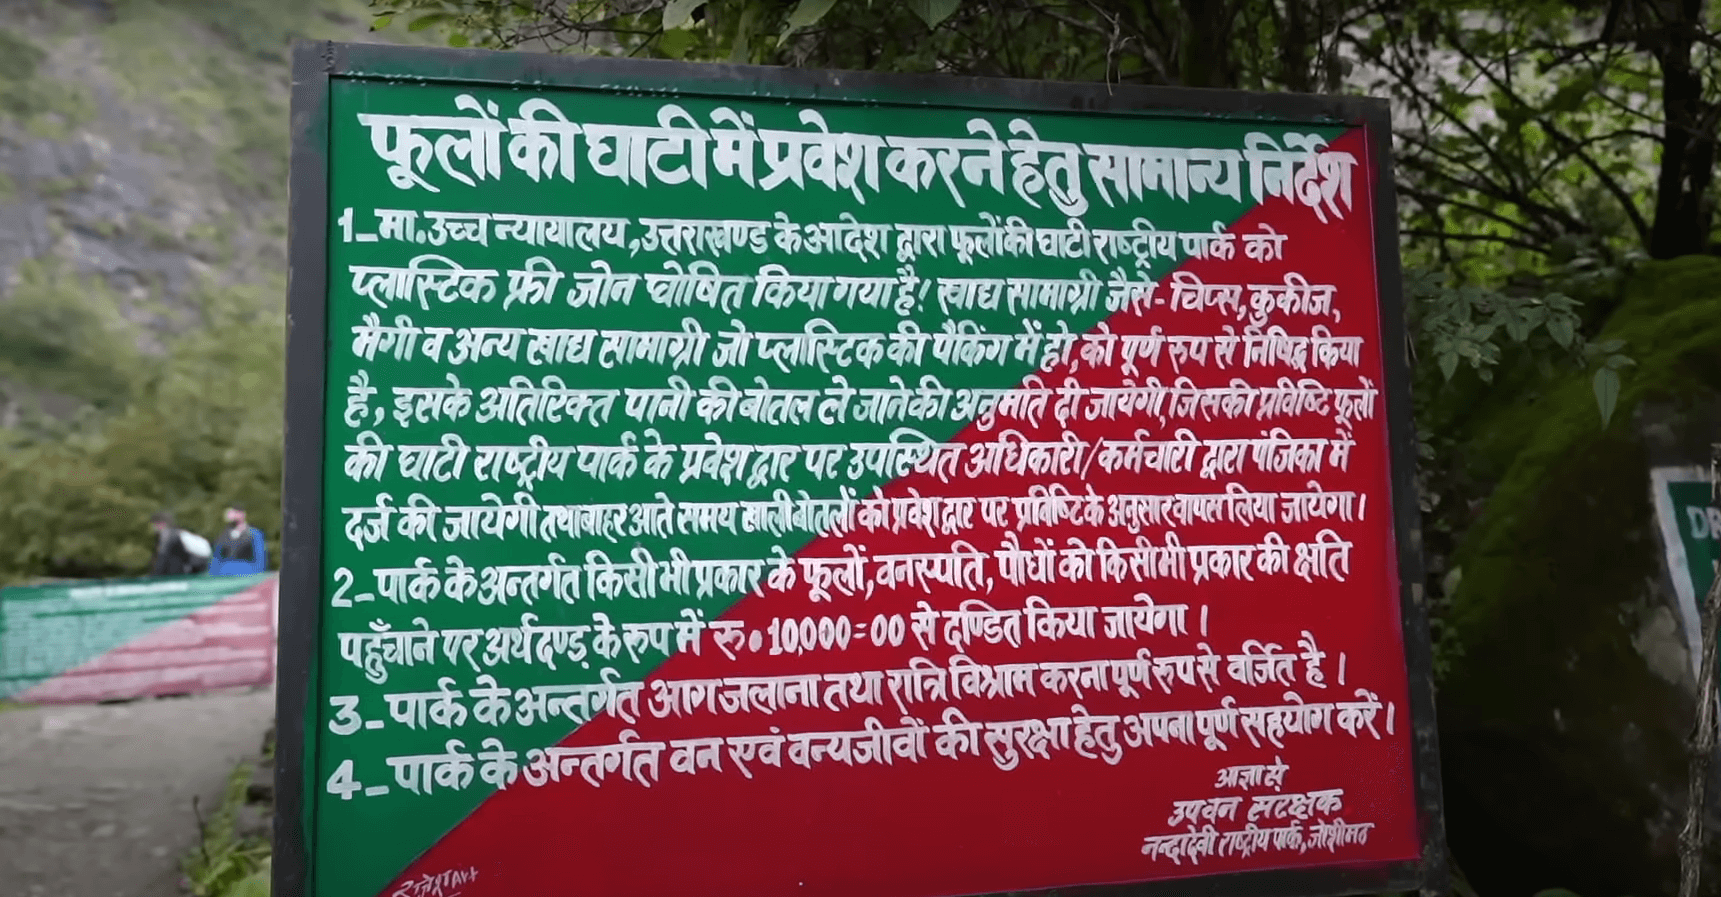 फूलों की घाटी में प्रवेश करने हेतु सामान्य निर्देश
1_मा.उच्च न्यायालय, उत्तराखण्ड के आदेश द्वारा फूलों की घाटी राष्ट्रीय पार्क को
प्लास्टिक फ्री जोन घोषित किया गया है! खाद्य सामाग्री जैसे- चिप्स, कुकीज,
मैगी व अन्य खाद्य सामाग्री जो प्लास्टिक की पैकिंग में हो, को पूर्ण रुप से निषिद्ध किया
है, इसके अतिरिक्त पानी की बोतल ले जाने की अनुमति दी जायेगी, जिसकी प्रविष्टि फूलों
की घाटी राष्ट्रीय पार्क के प्रवेश द्वार पर उपस्थित अधिकारी/कर्मचारी द्वारा पंजिका में
दर्ज की जायेगी तथा बाहर आते समय खाली बोतलों को प्रवेश द्वार पर प्रविष्टि के अनुसार वापस लिया जायेगा।
2_पार्क के अन्तर्गत किसी भी प्रकार के फूलों, वनस्पति, पौधों को किसी भी प्रकार की क्षति
पहुँचाने पर अर्थदण्ड के रुप में रु. 10,000=00 से दण्डित किया जायेगा ।
3_पार्क के अन्तर्गत आग जलाना तथा रात्रि विश्राम करना पूर्ण रुप से वर्जित है ।
4_पार्क के अन्तर्गत वन एवं वन्यजीवों की सुरक्षा हेतु अपना पूर्ण सहयोग करें।
आज्ञा से
उपवन संरक्षक
नन्दादेवी राष्ट्रीय पार्क, जोशीमठ
राजेश Art